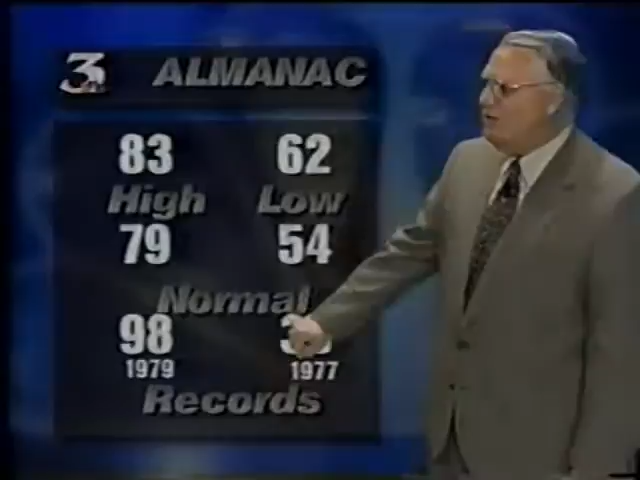 3 ALMANAC
83 62
High Low
79 54
Normal
98
1979 1977
Records